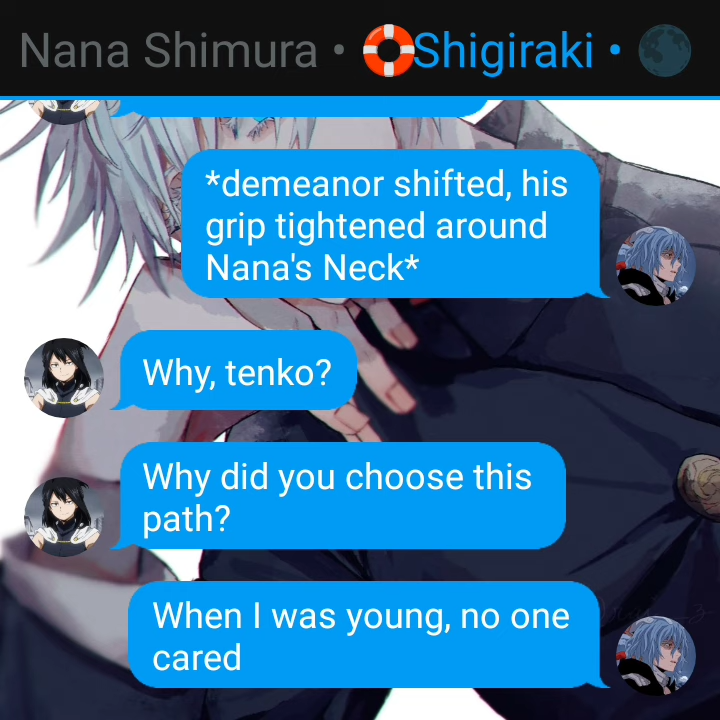 Nana Shimura • Shigiraki •
*demeanor shifted, his
grip tightened around
Nana's Neck*
Why, tenko?
Why did you choose this
path?
When I was young, no one
cared